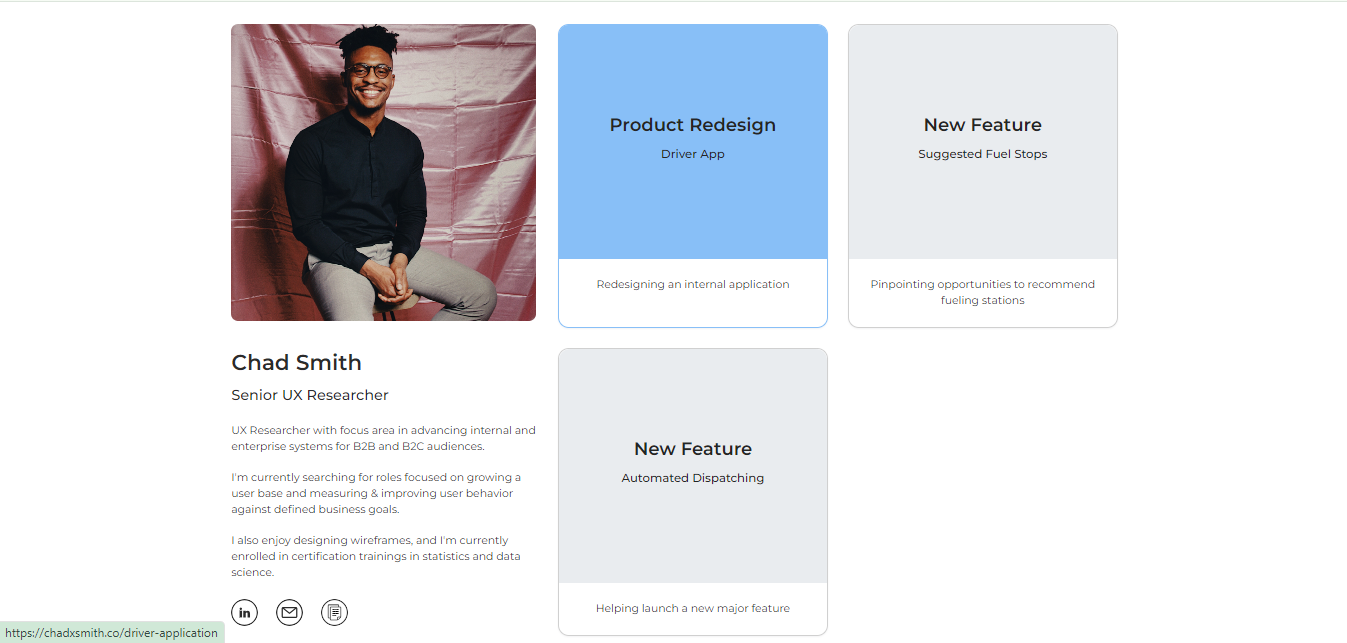 Product Redesign
Driver App
Redesigning an internal application
New Feature
Suggested Fuel Stops
Pinpointing opportunities to recommend
fueling stations
Chad Smith
Senior UX Researcher
UX Researcher with focus area in advancing internal and
enterprise systems for B2B and B2C audiences.
I'm currently searching for roles focused on growing a
user base and measuring & improving user behavior
against defined business goals.
I also enjoy designing wireframes, and I'm currently
enrolled in certification trainings in statistics and data
science.
in
New Feature
Automated Dispatching
Helping launch a new major feature
https://chadxsmith.co/driver-application